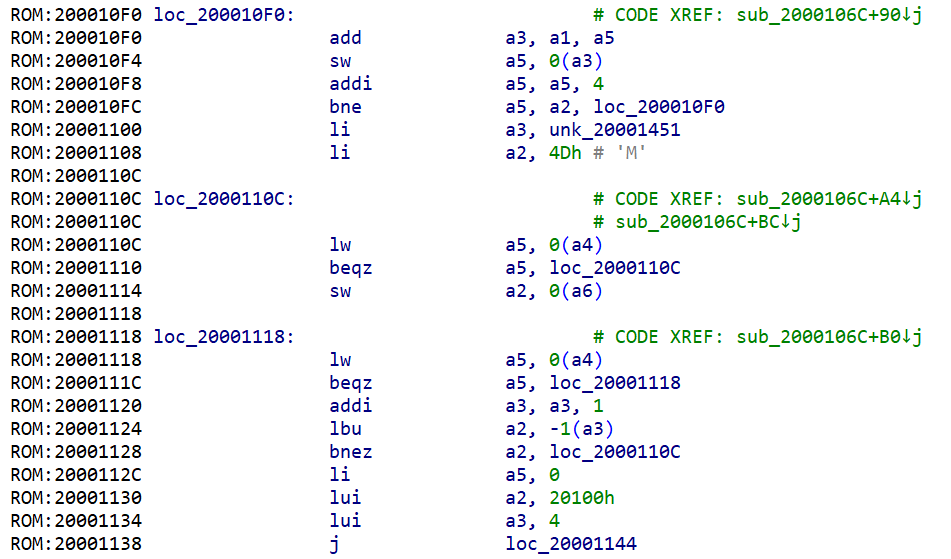 ROM:200010F0 loc_200010F0: # CODE XREF: sub_2000106C+90↓j
ROM:200010F0 add a3, a1, a5
ROM:200010F4 sw a5, 0(a3)
ROM:200010F8 addi a5, a5, 4
ROM:200010FC bne a5, a2, loc_200010F0
ROM:20001100 li a3, unk_20001451
ROM:20001108 li a2, 4Dh # 'M'
ROM:2000110C
ROM:2000110C loc_2000110C: # CODE XREF: sub_2000106C+A4↓j
ROM:2000110C # sub_2000106C+BC↓j
ROM:2000110C lw a5, 0(a4)
ROM:20001110 beqz a5, loc_2000110C
ROM:20001114 sw a2, 0(a6)
ROM:20001118
ROM:20001118 loc_20001118: # CODE XREF: sub_2000106C+B0↓j
ROM:20001118 lw a5, 0(a4)
ROM:2000111C beqz a5, loc_20001118
ROM:20001120 addi a3, a3, 1
ROM:20001124 lbu a2, -1(a3)
ROM:20001128 bnez a2, loc_2000110C
ROM:2000112C li a5, 0
ROM:20001130 lui a2, 20100h
ROM:20001134 lui a3, 4
ROM:20001138 j loc_20001144